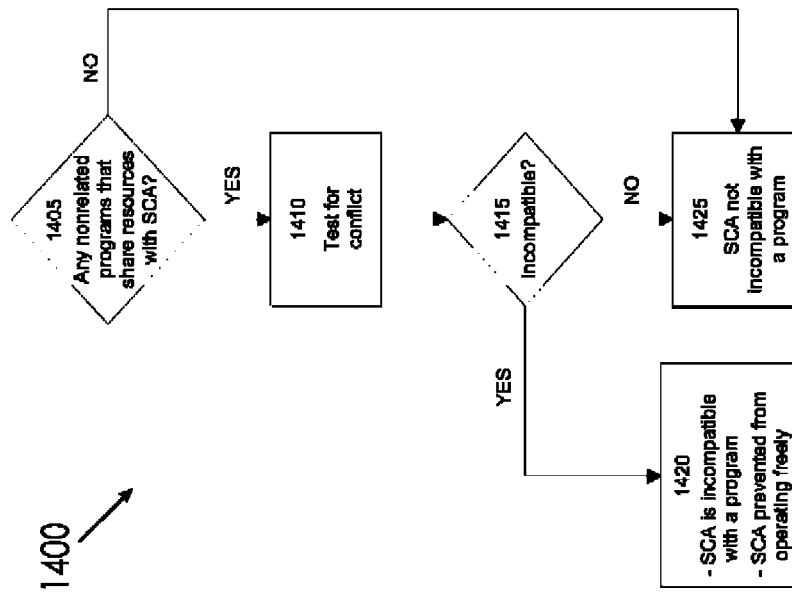 1400
1405
Any nonrelated
programs that
share resources
with SCA?
NO
YES
1410
Test for
conflict
1415
Incompatible?
YES
NO
1420
- SCA is incompatible
with a program
- SCA prevented from
operating freely
1425
SCA not
incompatible with
a program